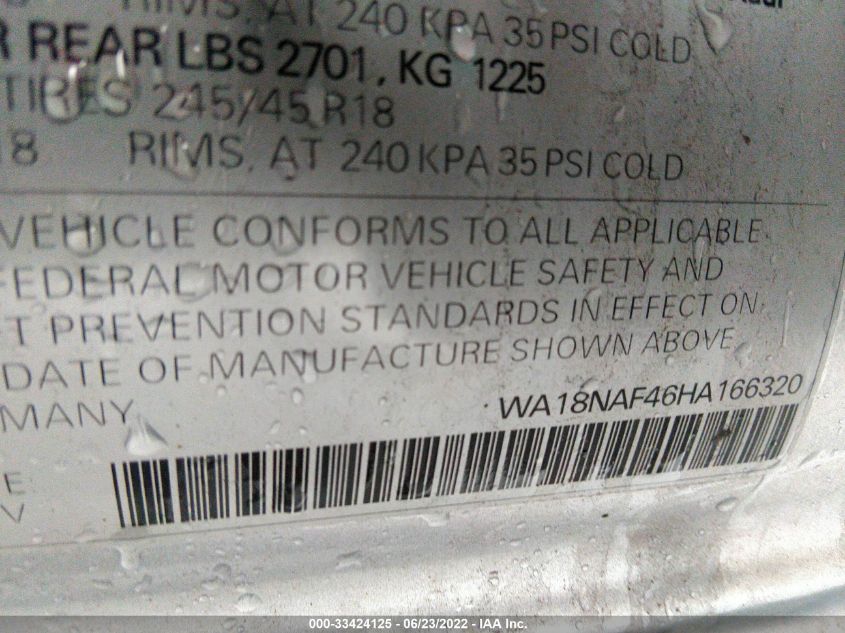 RIMS, AT 240 KPA 35 PSI COLD
R REAR LBS 2701, KG 1225
TIRES 245/45 R18
18 RIMS, AT 240 KPA 35 PSI COLD
VEHICLE CONFORMS TO ALL APPLICABLE
FEDERAL MOTOR VEHICLE SAFETY AND
T PREVENTION STANDARDS IN EFFECT ON
DATE OF MANUFACTURE SHOWN ABOVE
MANY
WA18NAF46HA166320
E
V
000-33424125 - 06/23/2022 - IAA Inc.